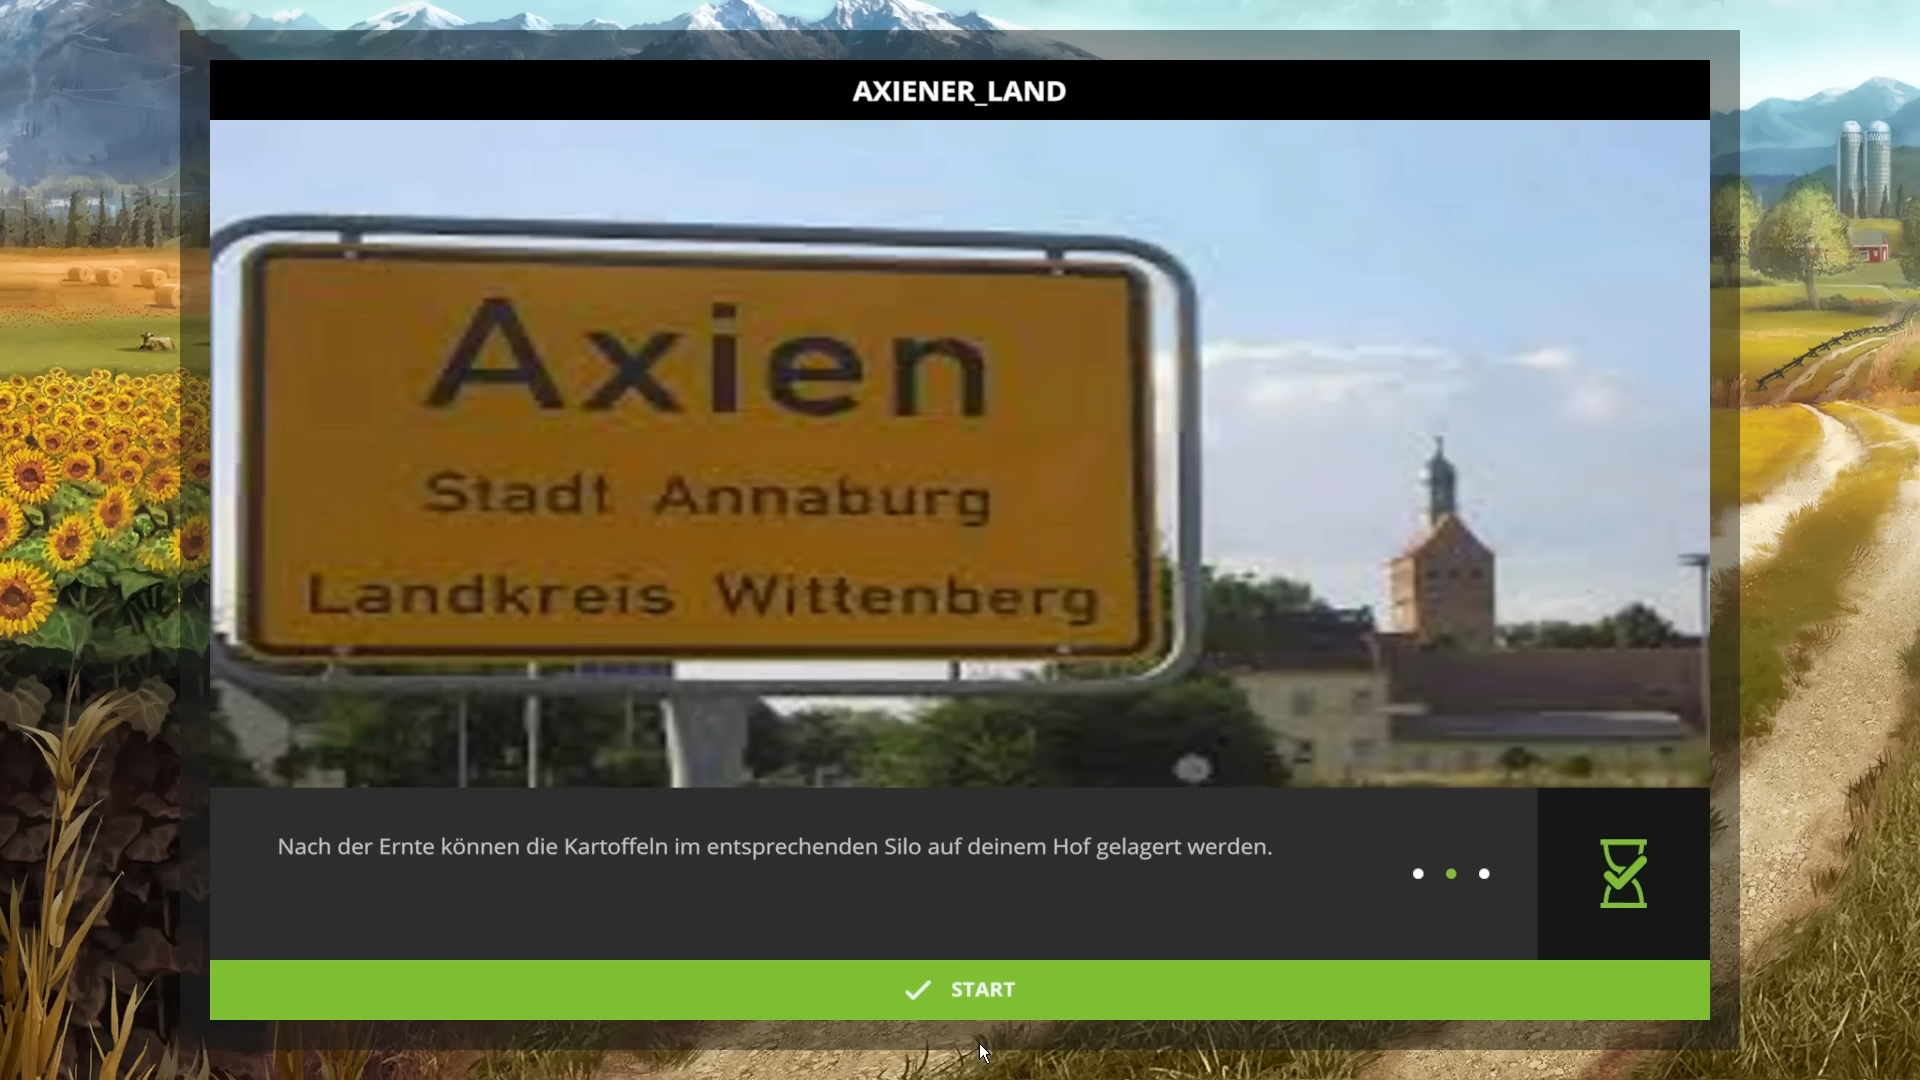 AXIENER_LAND
Axien
Stadt Annaburg
Landkreis Wittenberg
Nach der Ernte können die Kartoffeln im entsprechenden Silo auf deinem Hof gelagert werden.
START